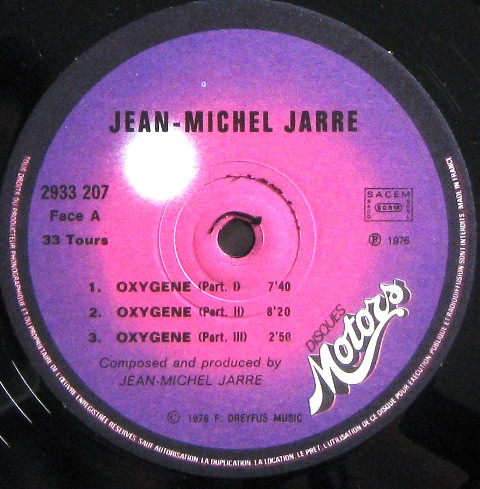 JEAN-MICHEL JARRE
2933 207
Face A
33 Tours
SACEM
SDRM
℗ 1976
1. OXYGENE (Part. I) 7'40
2. OXYGENE (Part. II) 8'20
3. OXYGENE (Part. III) 2'50
Composed and produced by
JEAN-MICHEL JARRE
DISQUES
Motors
© 1976 F. DREYFUS MUSIC
TOUS DROITS DU PRODUCTEUR PHONOGRAPHIQUE ET DU PROPRIETAIRE DE L'ŒUVRE ENREGISTREE RESERVES. SAUF AUTORISATION, LA DUPLICATION, LA LOCATION, LE PRET, L'UTILISATION DE CE DISQUE POUR EXECUTION PUBLIQUE ET RADIODIFFUSION SONT INTERDITS. MADE IN FRANCE